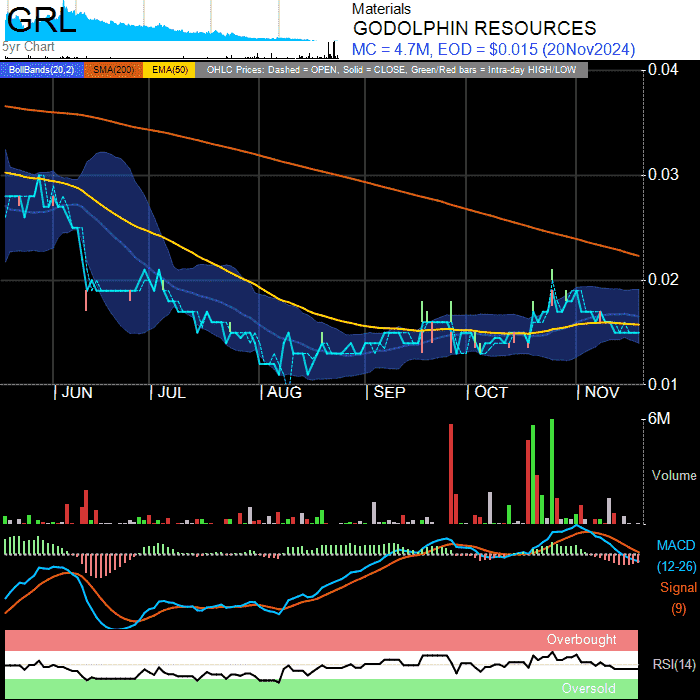 GRL
5yr Chart
Materials
GODOLPHIN RESOURCES
MC = 4.7M, EOD = $0.015 (20Nov2024)
BollBands(20,2) SMA(200) EMA(50) OHLC Prices: Dashed = OPEN, Solid = CLOSE, Green/Red bars = Intra-day HIGH/LOW
0.04
0.03
0.02
0.01
JUN JUL AUG SEP OCT NOV
6M
Volume
MACD
(12-26)
Signal
(9)
Overbought
RSI(14)
Oversold